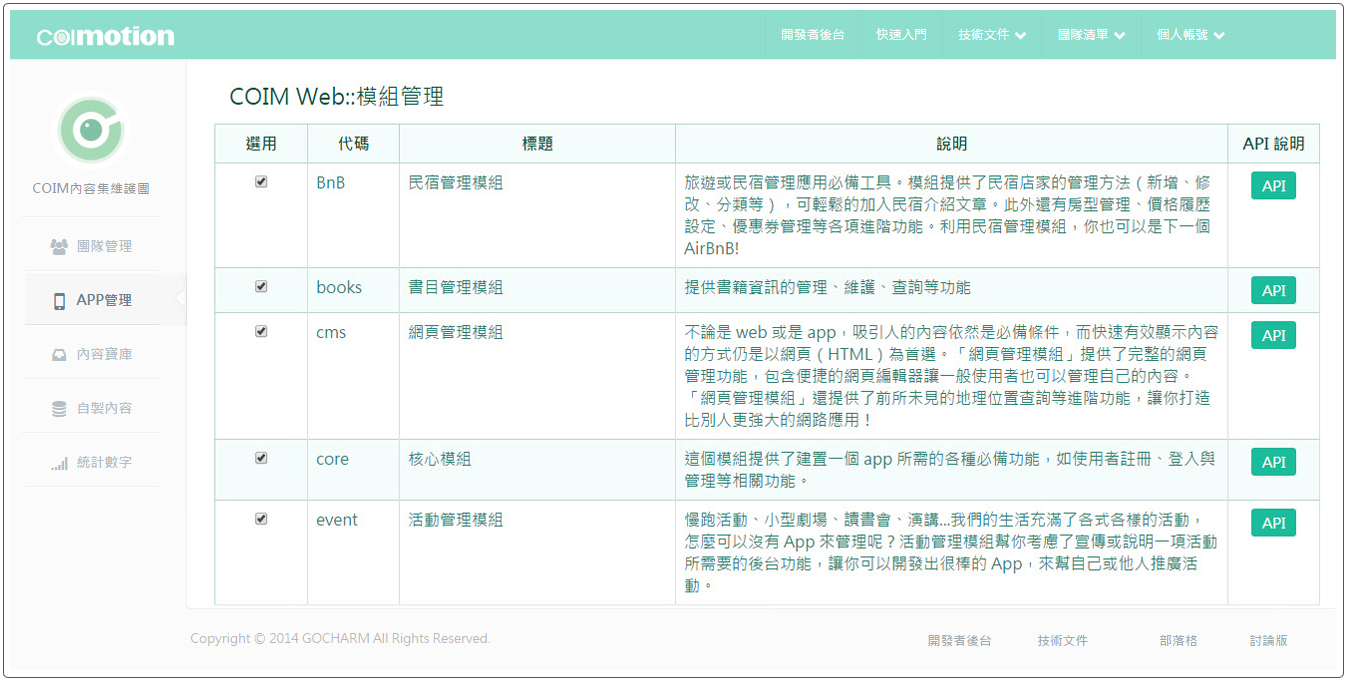 COIMotion
開發者後台 快速入門 技術文件 團隊清單 個人帳號
COIM內容集維護團
團隊管理
APP管理
內容寶庫
自製內容
統計數字
COIM Web::模組管理
選用 代碼 標題 說明 API 說明
BnB 民宿管理模組 旅遊或民宿管理應用必備工具。模組提供了民宿店家的管理方法（新增、修 API
改、分類等），可輕鬆的加入民宿介紹文章。此外還有房型管理、價格履歷
設定、優惠券管理等各項進階功能。利用民宿管理模組，你也可以是下一個
AirBnB!
books 書目管理模組 提供書籍資訊的管理、維護、查詢等功能 API
cms 網頁管理模組 不論是 web 或是 app，吸引人的內容依然是必備條件，而快速有效顯示內容 API
的方式仍是以網頁（HTML）為首選。「網頁管理模組」提供了完整的網頁
管理功能，包含便捷的網頁編輯器讓一般使用者也可以管理自己的內容。
「網頁管理模組」還提供了前所未見的地理位置查詢等進階功能，讓你打造
比別人更強大的網路應用！
core 核心模組 這個模組提供了建置一個 app 所需的各種必備功能，如使用者註冊、登入與 API
管理等相關功能。
event 活動管理模組 慢跑活動、小型劇場、讀書會、演講...我們的生活充滿了各式各樣的活動， API
怎麼可以沒有 App 來管理呢？活動管理模組幫你考慮了宣傳或說明一項活動
所需要的後台功能，讓你可以開發出很棒的 App，來幫自己或他人推廣活
動。
Copyright © 2014 GOCHARM All Rights Reserved. 開發者後台 技術文件 部落格 討論版